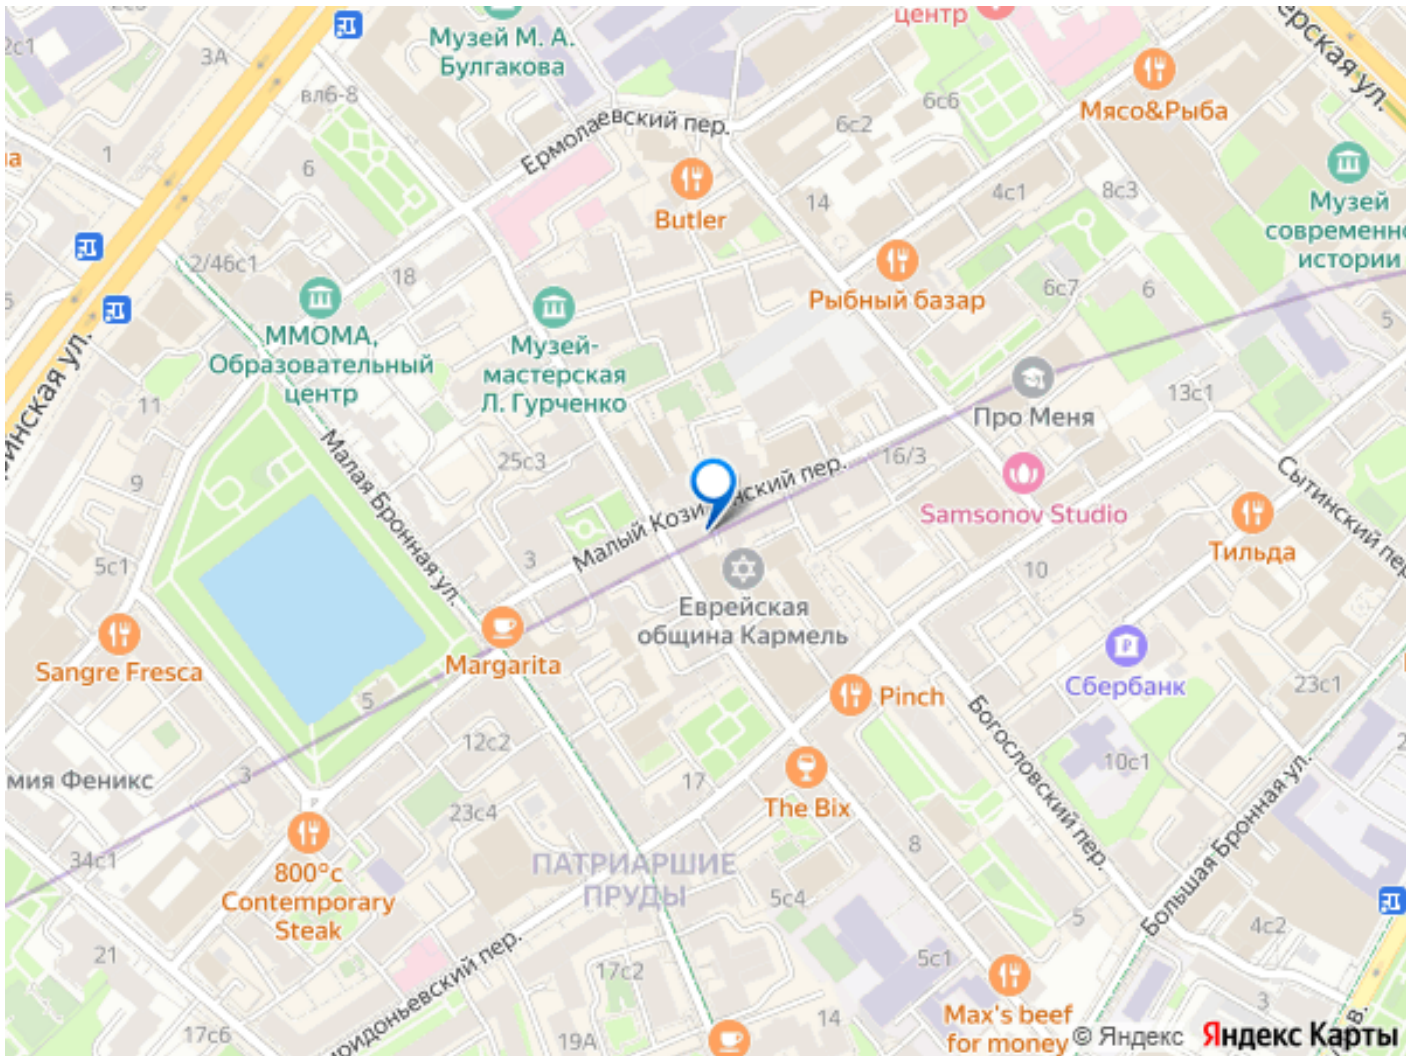 центр
Музей М. А.
Булгакова
2с1
3А
вл6-8
Мясо&Рыба
6с6
6с2
Ермолаевский пер.
1
6
Butler
14
4с1
8с3
Музей
современно
истории
2/46с1
18
Рыбный базар
6с7
6
5
ММОМА,
Образовательный
центр
Музей-
мастерская
Л. Гурченко
11
Про Меня
13с1
Малая Бронная ул.
25с3
16/3
9
Samsonov Studio
Сытинский пер.
Тильда
3
5с1
10
Еврейская
община Кармель
Margarita
Sangre Fresca
Сбербанк
23с1
5
Pinch
12с2
Богословский пер.
3
мия Феникс
17
10с1
The Bix
23с4
8
Большая Бронная ул.
34с1
800°c
Contemporary
Steak
ПАТРИАРШИЕ
ПРУДЫ
5с4
5
4с2
21
17с2
5с1
3
Max's beef
for money
17с6
19А
14
© Яндекс
Яндекс Карты